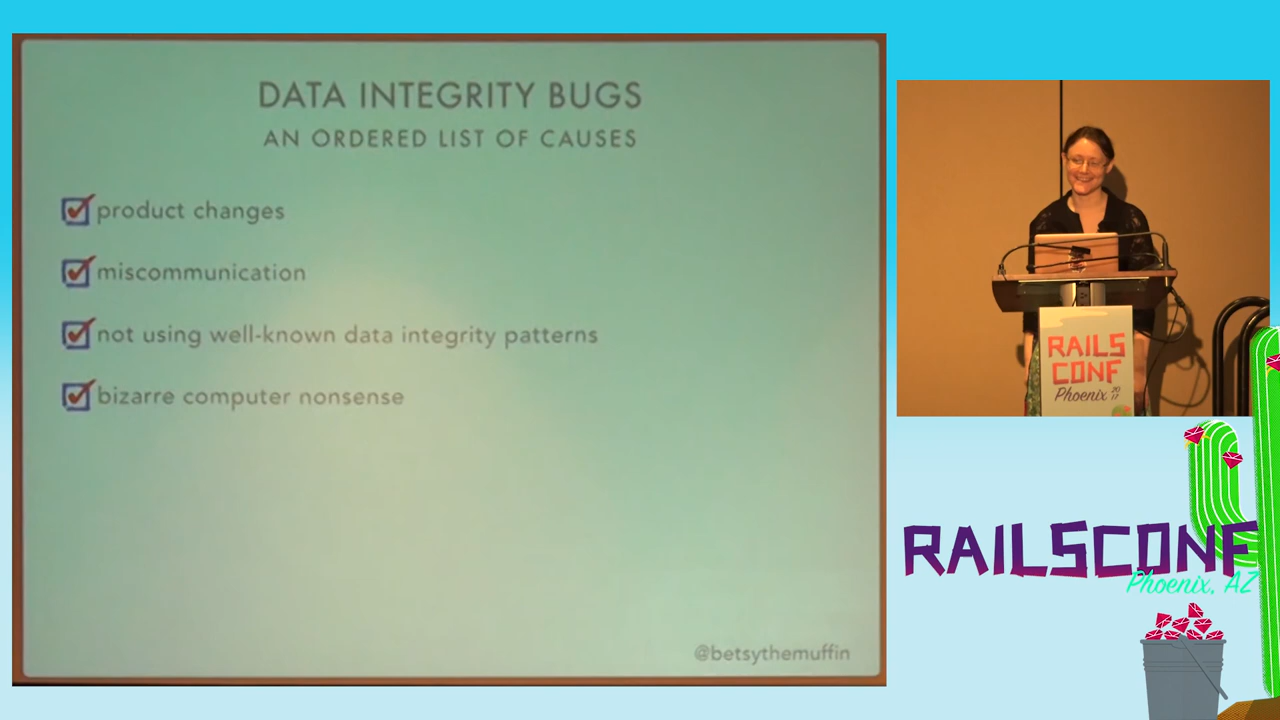 DATA INTEGRITY BUGS
AN ORDERED LIST OF CAUSES
product changes
miscommunication
not using well-known data integrity patterns
bizarre computer nonsense
@betsythemuffin
RAILS
CONF
Phoenix 2017
RAILSCONF
Phoenix, AZ